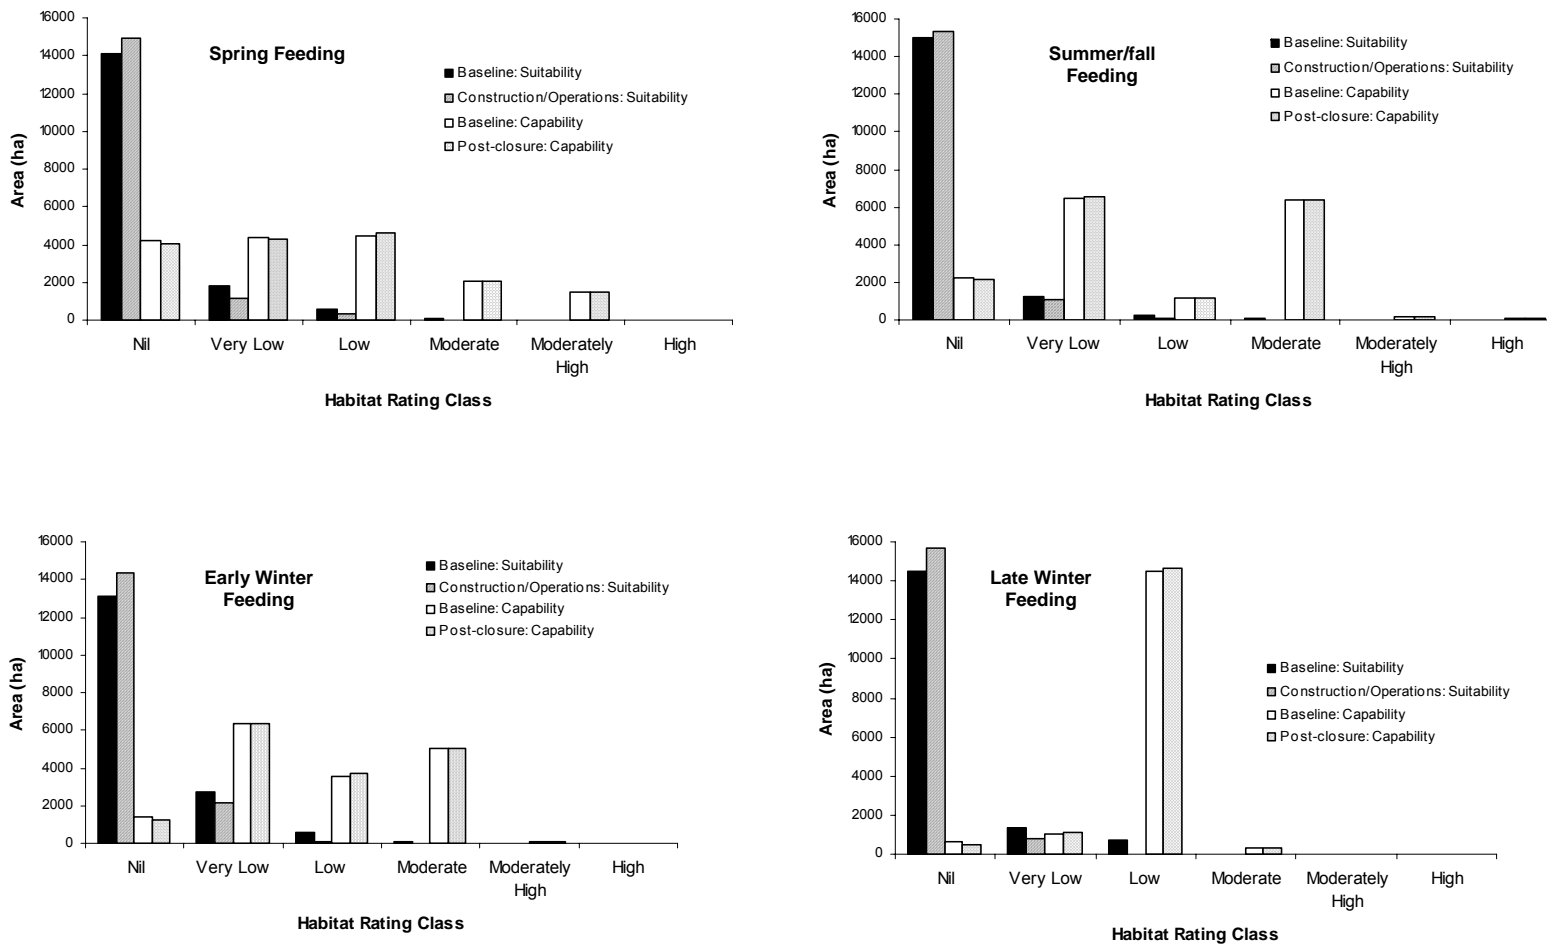 Spring Feeding
Area (ha)
16000
14000
12000
10000
8000
6000
4000
2000
0
Baseline: Suitability
Construction/Operations: Suitability
Baseline: Capability
Post-closure: Capability
Nil Very Low Low Moderate Moderately High
High
Habitat Rating Class
Summer/fall
Feeding
Area (ha)
16000
14000
12000
10000
8000
6000
4000
2000
0
Baseline: Suitability
Construction/Operations: Suitability
Baseline: Capability
Post-closure: Capability
Nil Very Low Low Moderate Moderately High
High
Habitat Rating Class
Early Winter
Feeding
Area (ha)
16000
14000
12000
10000
8000
6000
4000
2000
0
Baseline: Suitability
Construction/Operations: Suitability
Baseline: Capability
Post-closure: Capability
Nil Very Low Low Moderate Moderately High
High
Habitat Rating Class
Late Winter
Feeding
Area (ha)
16000
14000
12000
10000
8000
6000
4000
2000
0
Baseline: Suitability
Construction/Operations: Suitability
Baseline: Capability
Post-closure: Capability
Nil Very Low Low Moderate Moderately High
High
Habitat Rating Class